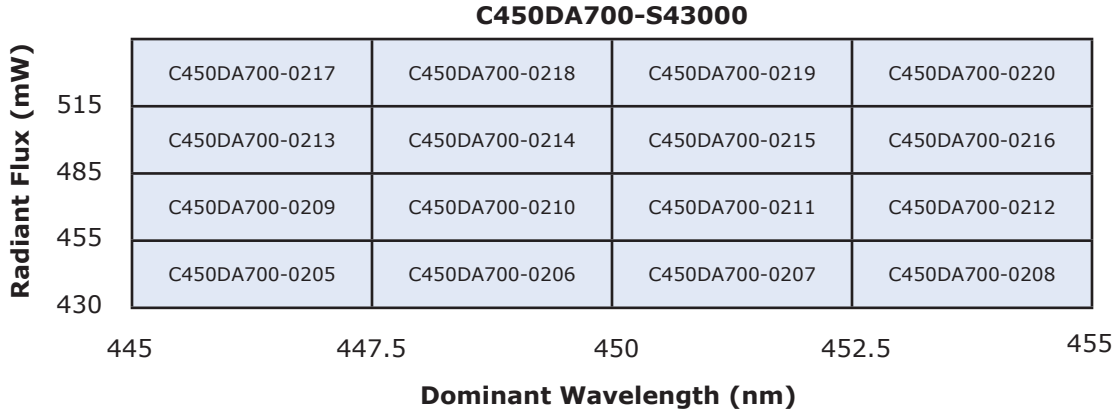 C450DA700-S43000
Radiant Flux (mW)
C450DA700-0217 C450DA700-0218 C450DA700-0219 C450DA700-0220
515
C450DA700-0213 C450DA700-0214 C450DA700-0215 C450DA700-0216
485
C450DA700-0209 C450DA700-0210 C450DA700-0211 C450DA700-0212
455
C450DA700-0205 C450DA700-0206 C450DA700-0207 C450DA700-0208
430
445 447.5 450 452.5 455
Dominant Wavelength (nm)